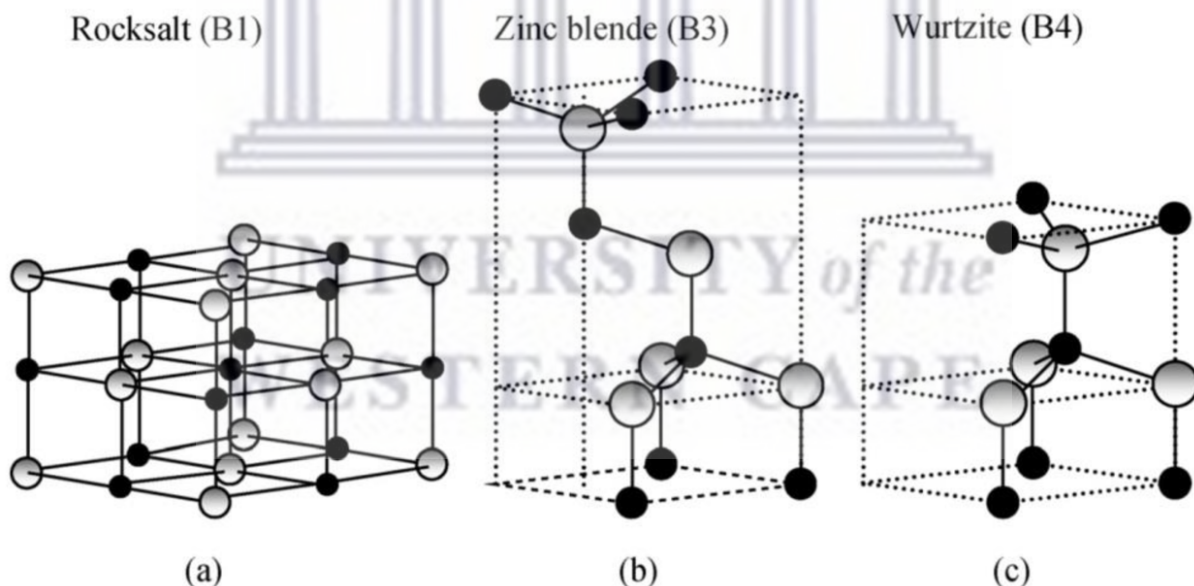 Rocksalt (B1) Zinc blende (B3) Wurtzite (B4)
UNIVERSITY of the
WESTERN CAPE
(a) (b) (c)